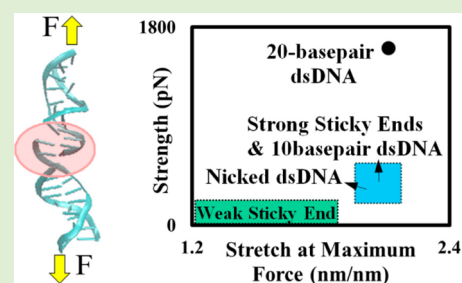 F
F
Strength (pN)
1800
0
20-basepair
dsDNA
Strong Sticky Ends
& 10basepair dsDNA
Nicked dsDNA
Weak Sticky End
1.2
2.4
Stretch at Maximum
Force (nm/nm)